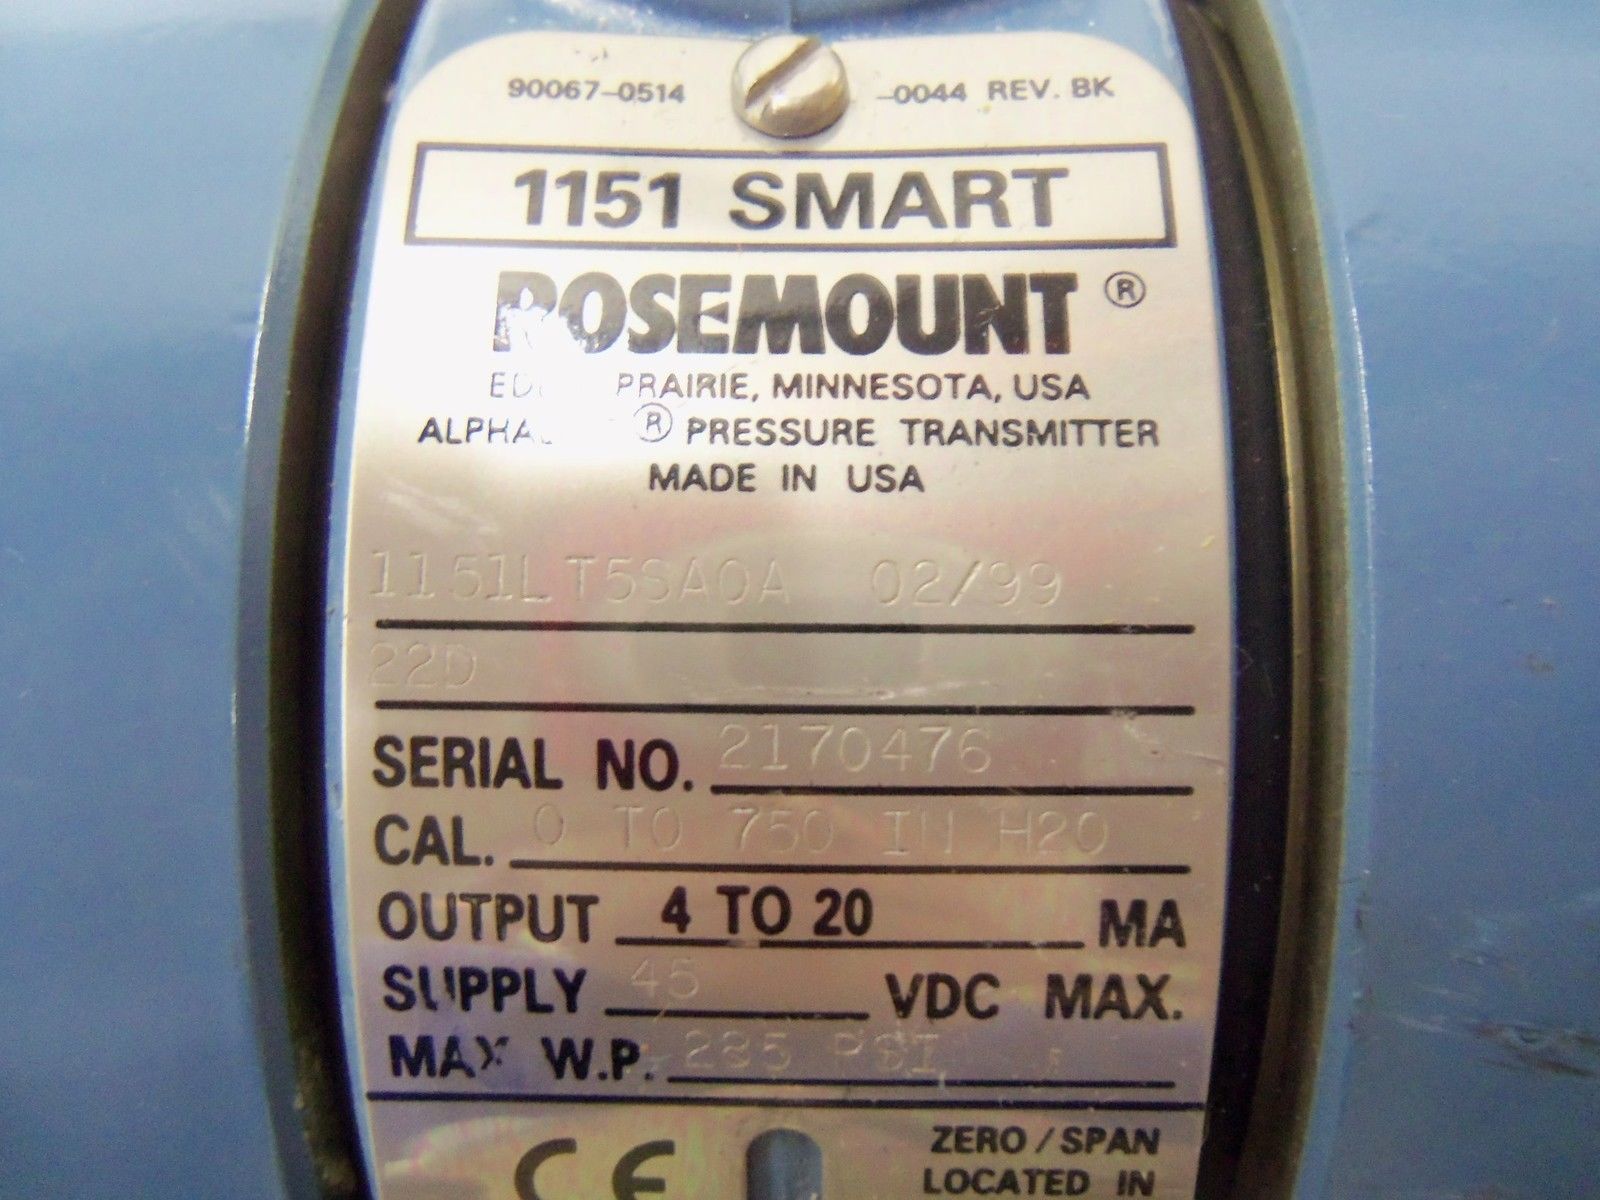 90067-0514 -0044 REV. BK
1151 SMART
ROSEMOUNT ®
PRAIRIE, MINNESOTA, USA
® PRESSURE TRANSMITTER
MADE IN USA
1151LT5SA0A 02/99
22D
SERIAL NO. 2170476
CAL. 0 TO 750 IN H2O
OUTPUT 4 TO 20 MA
SUPPLY 45 VDC MAX.
MAX W.P. 285 PSI
CE ZERO / SPAN
LOCATED IN